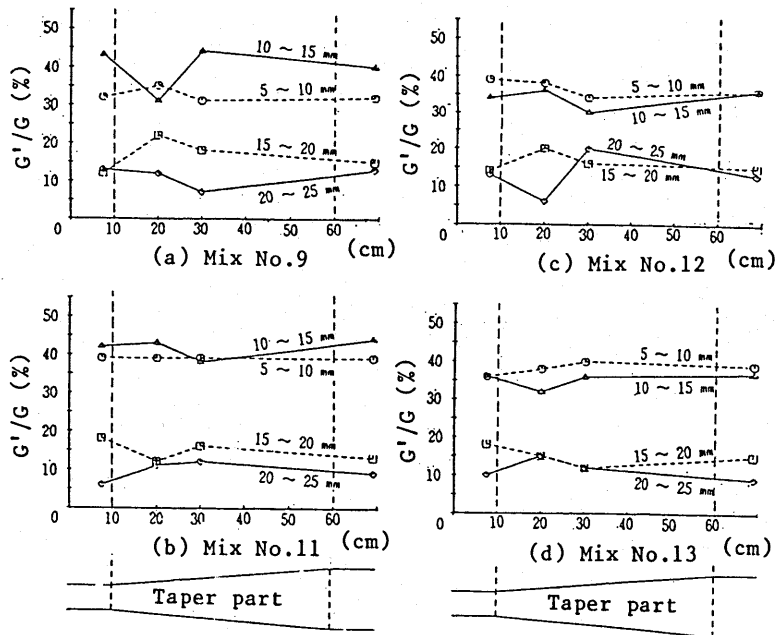 50
40
30
20
10
0
G'/G (%)
10 ~ 15 mm
5 ~ 10 mm
15 ~ 20 mm
20 ~ 25 mm
10 20 30 40 50 60 (cm)
(a) Mix No.9
50
40
30
20
10
0
G'/G (%)
5 ~ 10 mm
10 ~ 15 mm
15 ~ 20 mm
20 ~ 25 mm
10 20 30 40 50 60 (cm)
(c) Mix No.12
50
40
30
20
10
0
G'/G (%)
10 ~ 15 mm
5 ~ 10 mm
15 ~ 20 mm
20 ~ 25 mm
10 20 30 40 50 60 (cm)
(b) Mix No.11
50
40
30
20
10
0
G'/G (%)
5 ~ 10 mm
10 ~ 15 mm
15 ~ 20 mm
20 ~ 25 mm
10 20 30 40 50 60 (cm)
(d) Mix No.13
Taper part
Taper part